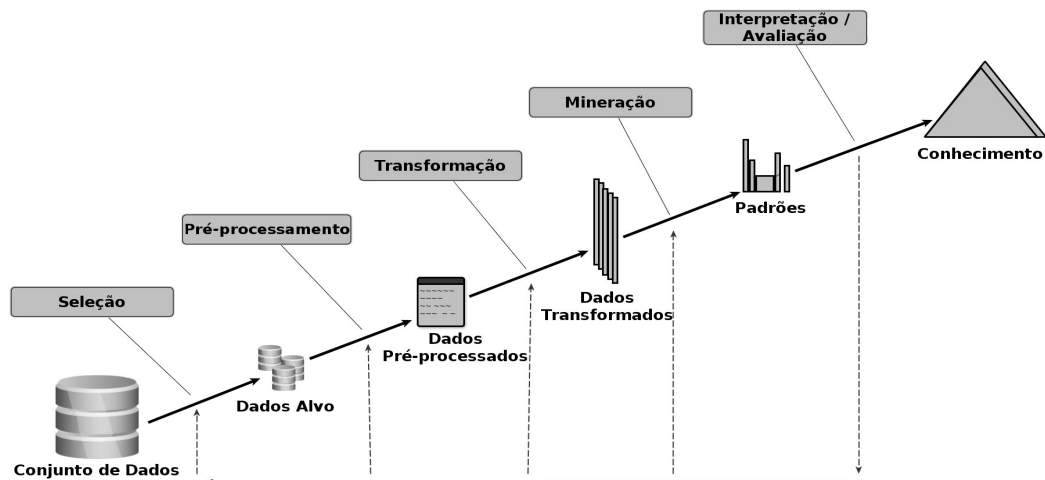 Interpretação /
Avaliação
Mineração
Conhecimento
Transformação
Padrões
Pré-processamento
Dados
Transformados
Seleção
Dados
Pré-processados
Dados Alvo
Conjunto de Dados